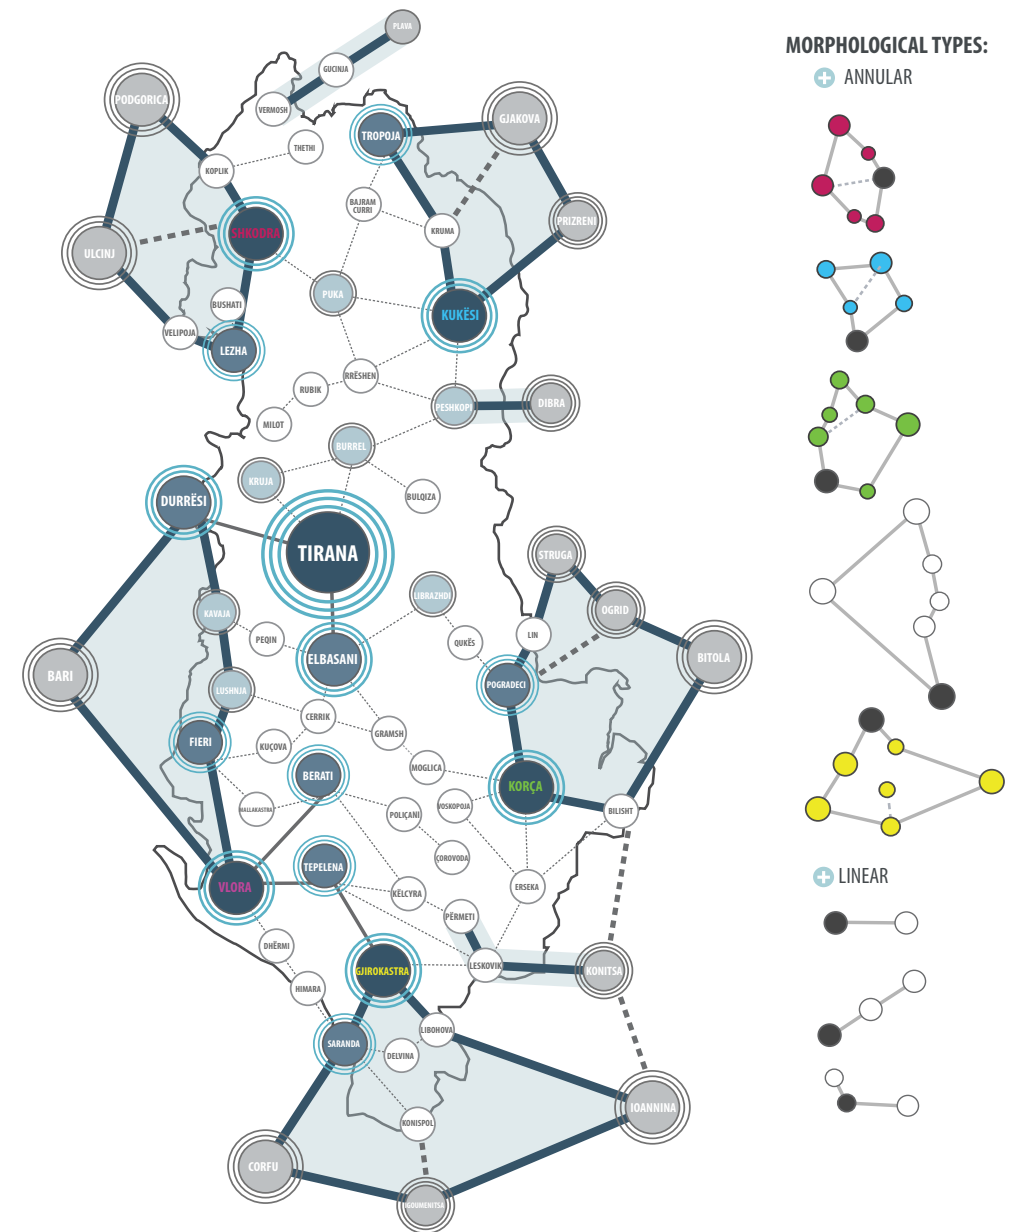 PLAVA
MORPHOLOGICAL TYPES:
GUCINJA
ANNULAR
PODGORICA
VERMOSH
TROPOJA
GJAKOVA
THETHI
KOPLIK
BAJRAM
CURRI
PRIZRENI
KRUMA
SHKODRA
ULCINJ
PUKA
BUSHATI
KUKËSI
VELIPOJA
LEZHA
RRËSHEN
RUBIK
PESHKOPI
DIBRA
MILOT
BURREL
KRUJA
BULQIZA
DURRËSI
TIRANA
STRUGA
LIBRAZHDI
OGRID
KAVAJA
LIN
PEQIN
QUKËS
ELBASANI
BITOLA
BARI
POGRADECI
LUSHNJA
CERRIK
GRAMSH
FIERI
KUÇOVA
MOGLICA
BERATI
KORÇA
VOSKOPOJA
MALLAKASTRA
POLIÇANI
BILISHT
ÇOROVODA
TEPELENA
LINEAR
VLORA
KËLCYRA
ERSEKA
PËRMETI
DHËRMI
LESKOVIK
GJIROKASTRA
KONITSA
HIMARA
LIBOHOVA
SARANDA
DELVINA
IOANNINA
KONISPOL
CORFU
IGOUMENITSA